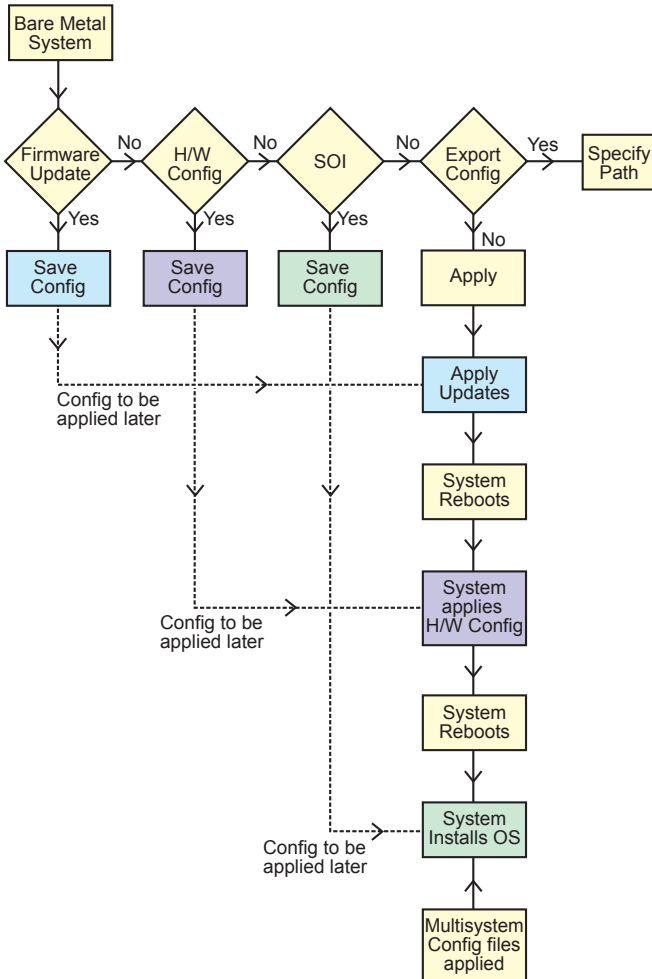 Bare Metal
System
Firmware
Update
No
H/W
Config
No
SOI
No
Export
Config
Yes
Specify
Path
Yes
Yes
Yes
No
Save
Config
Save
Config
Save
Config
Apply
Config to be
applied later
Apply
Updates
System
Reboots
Config to be
applied later
System
applies
H/W Config
System
Reboots
Config to be
applied later
System
Installs OS
Multisystem
Config files
applied